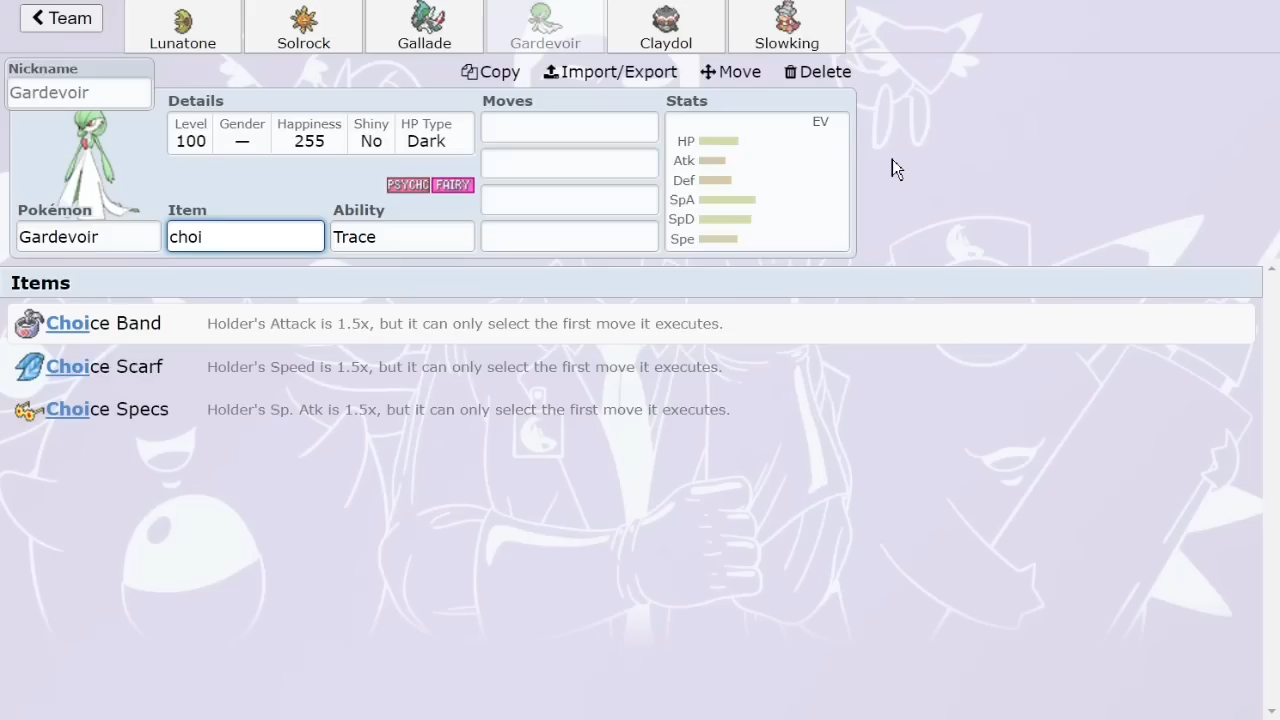 Team
Lunatone
Solrock
Gallade
Gardevoir
Claydol
Slowking
Nickname
Gardevoir
Copy
Import/Export
Move
Delete
Details
Level
100
Gender
—
Happiness
255
Shiny
No
HP Type
Dark
PSYCHC FAIRY
Pokémon
Gardevoir
Item
choi
Ability
Trace
Moves
Stats
EV
HP
Atk
Def
SpA
SpD
Spe
Items
Choice Band Holder's Attack is 1.5x, but it can only select the first move it executes.
Choice Scarf Holder's Speed is 1.5x, but it can only select the first move it executes.
Choice Specs Holder's Sp. Atk is 1.5x, but it can only select the first move it executes.